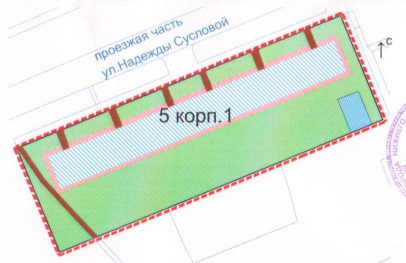 проезжая часть
ул.Надежды Сусловой
с
5 корп.1